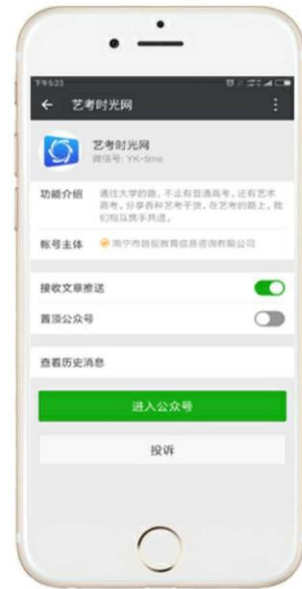 下午5:23
艺考时光网
艺考时光网
微信号: YK-time
功能介绍
通往大学的路，不止有普通高考，还有艺术
高考。分享各种艺考干货，在艺考的路上，我
们相互携手共进。
帐号主体
南宁市 教育信息咨询有限公司
接收文章推送
置顶公众号
查看历史消息
进入公众号
投诉